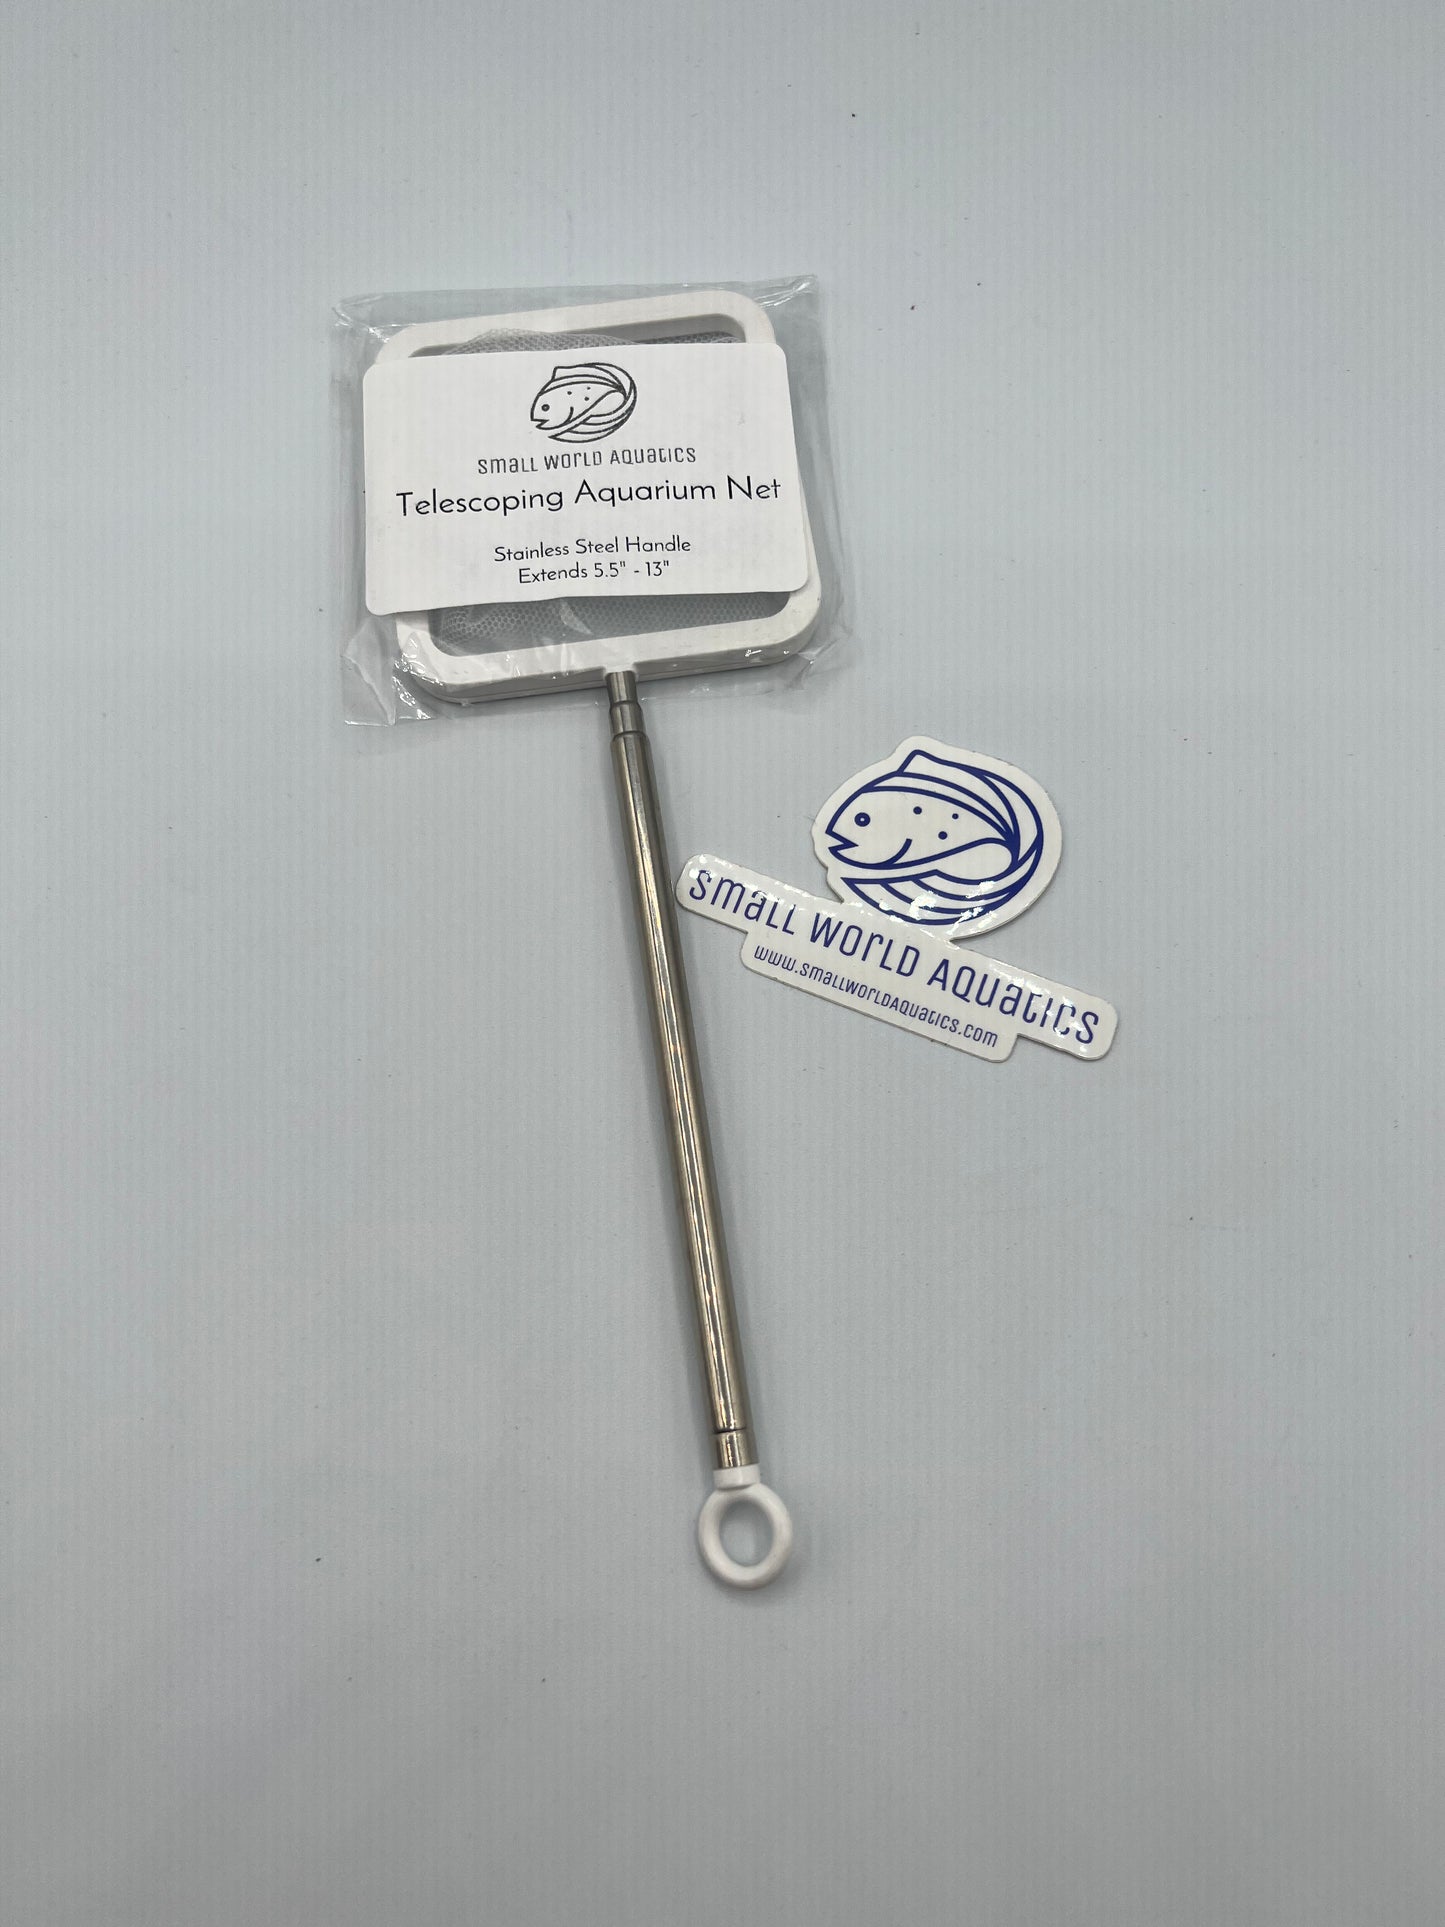 small world aquatics
Telescoping Aquarium Net
Stainless Steel Handle
Extends 5.5" - 13"
small world aquatics
www.smallworldaquatics.com